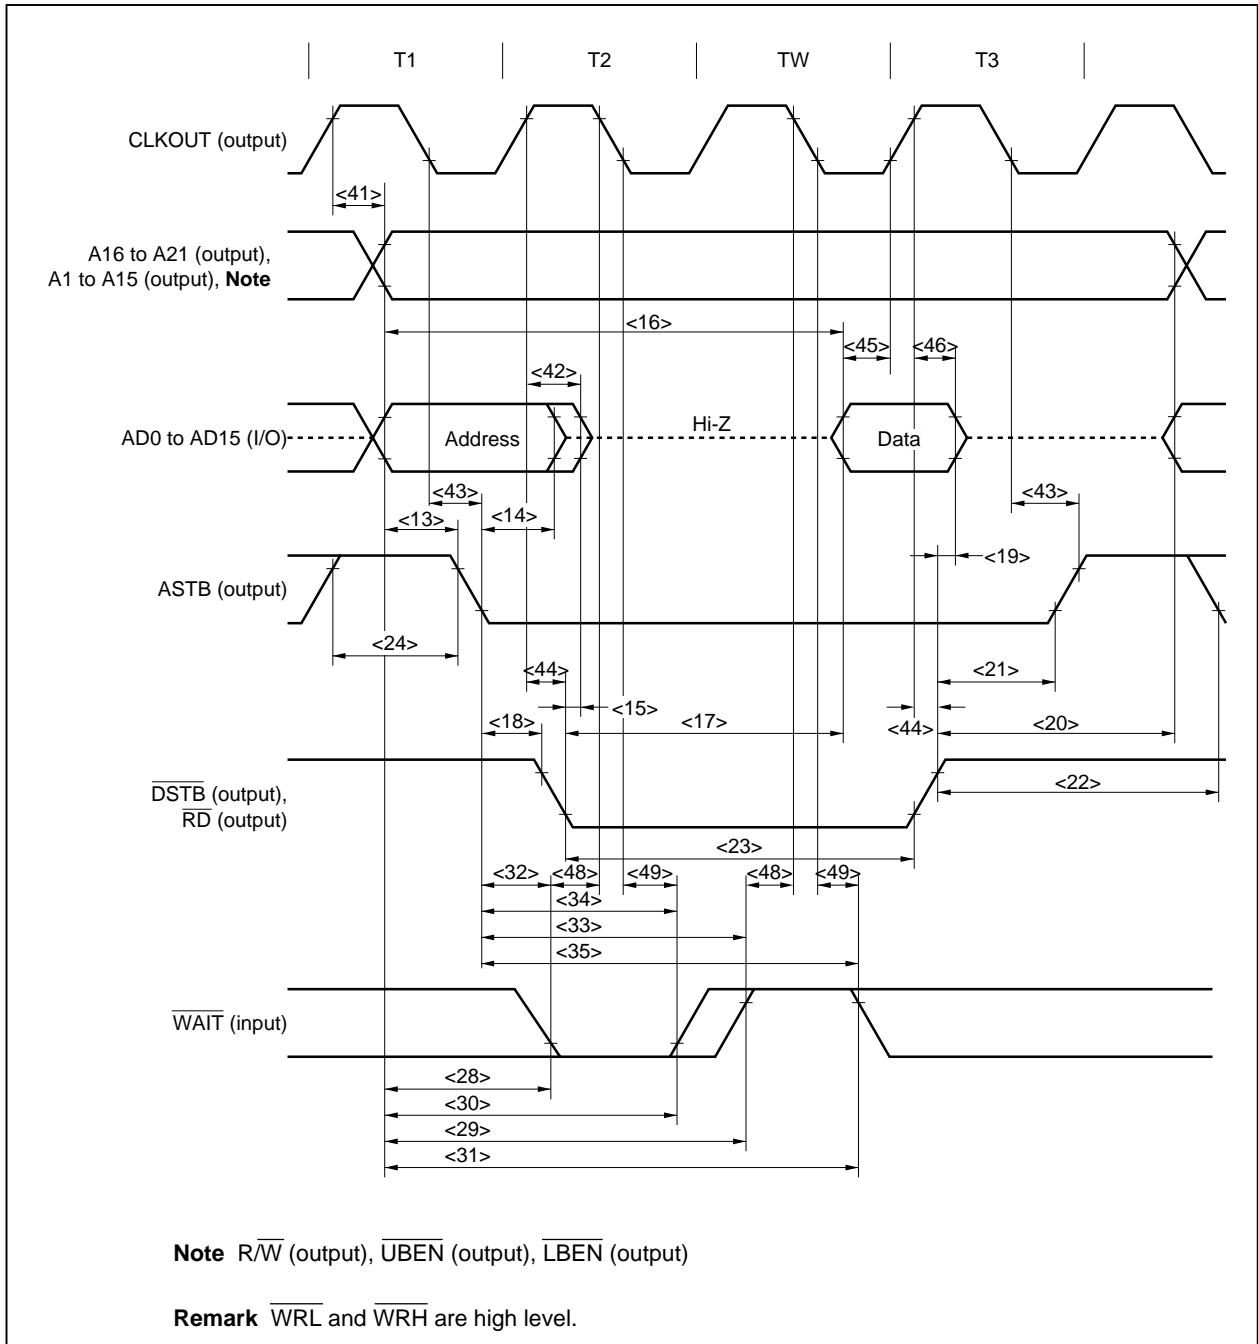 T1 T2 TW T3
CLKOUT (output)
<41>
A16 to A21 (output),
A1 to A15 (output), Note
<16>
<45> <46>
<42>
AD0 to AD15 (I/O) Address Hi-Z Data
<43> <43>
<13> <14>
<19>
ASTB (output)
<24>
<44> <21>
<15>
<18> <17> <44> <20>
DSTB (output),
RD (output)
<22>
<23>
<32> <48> <49> <48> <49>
<34>
<33>
<35>
WAIT (input)
<28>
<30>
<29>
<31>
Note R/W (output), UBEN (output), LBEN (output)
Remark WRL and WRH are high level.